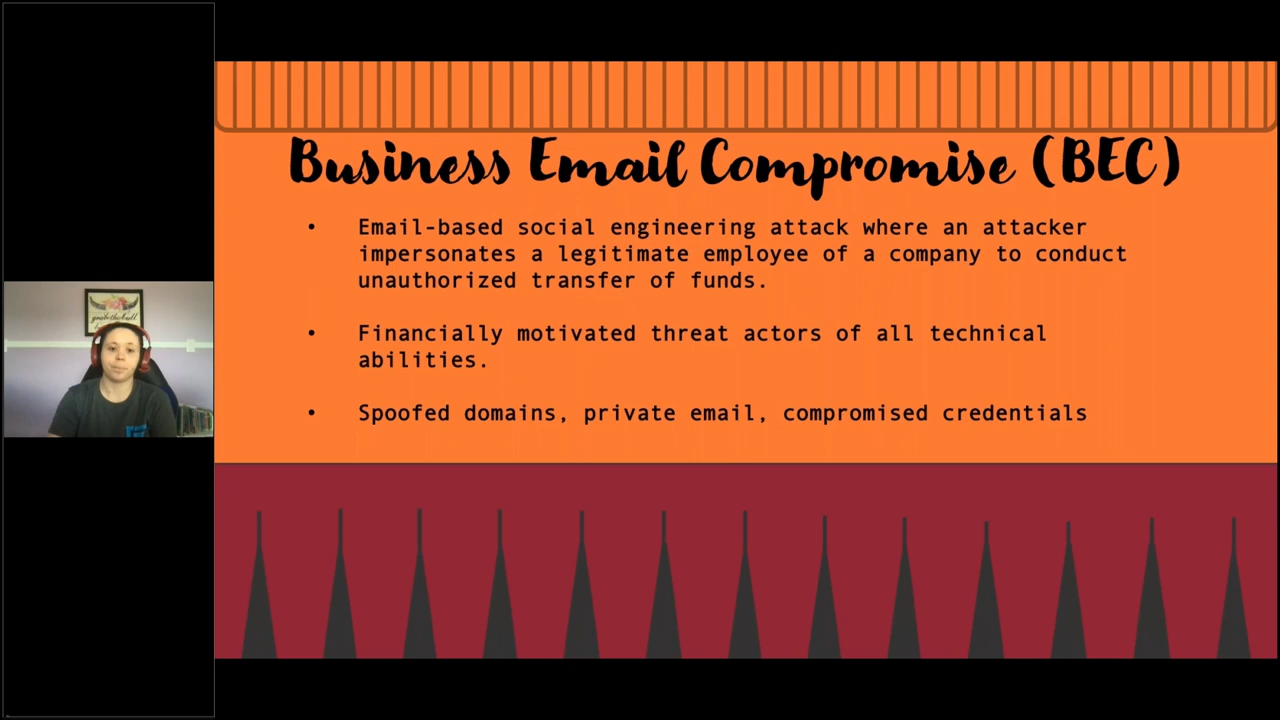 Business Email Compromise (BEC)
• Email-based social engineering attack where an attacker
impersonates a legitimate employee of a company to conduct
unauthorized transfer of funds.
• Financially motivated threat actors of all technical
abilities.
• Spoofed domains, private email, compromised credentials